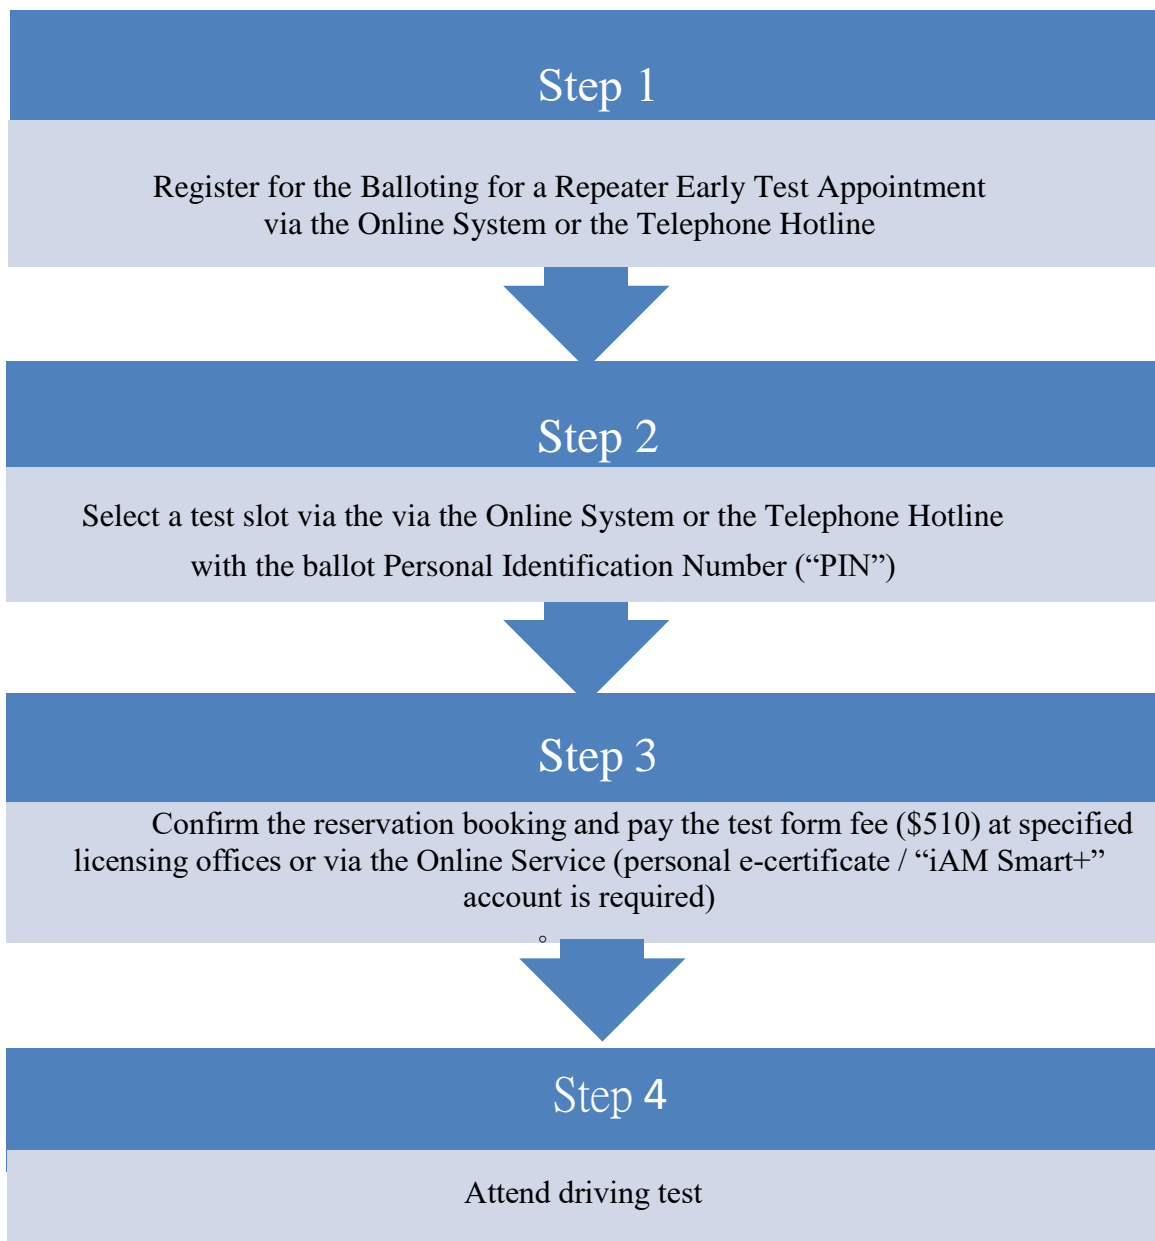 Step 1
Register for the Balloting for a Repeater Early Test Appointment
via the Online System or the Telephone Hotline
Step 2
Select a test slot via the via the Online System or the Telephone Hotline
with the ballot Personal Identification Number (“PIN”)
Step 3
Confirm the reservation booking and pay the test form fee ($510) at specified
licensing offices or via the Online Service (personal e-certificate / “iAM Smart+”
account is required)
。
Step 4
Attend driving test